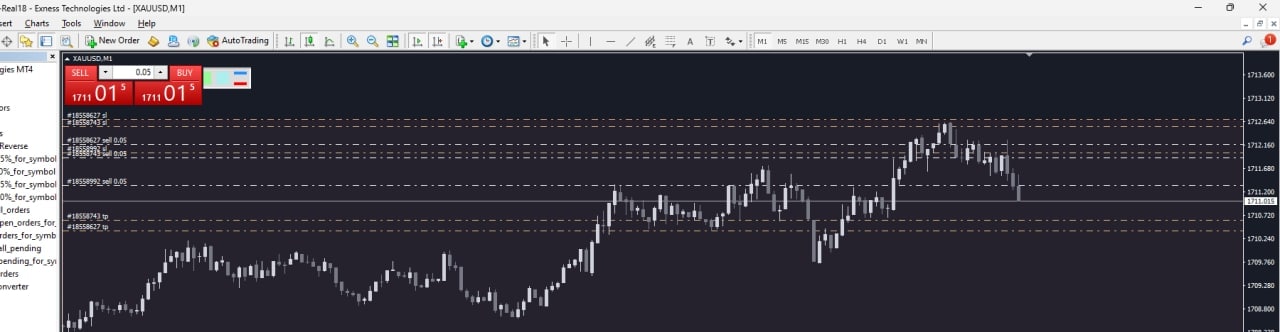 -Real18 - Exness Technologies Ltd - [XAUUSD,M1]
sert Charts Tools Window Help
New Order AutoTrading M1 M5 M15 M30 H1 H4 D1 W1 MN 1
XAUUSD,M1
SELL 0.05 BUY
1711 01 5 1711 01 5
gies MT4
ors
s
Reverse
5%_for_symbol
0%_for_symbol
5%_for_symbol
0%_for_symbol
ll_orders
open_orders_for_
orders_for_symb
all_pending
pending_for_sy
orders
onverter
#18558627 sl
#18558743 sl
#18558627 sell 0.05
#18558992 sl
#18558743 sell 0.05
#18558992 sell 0.05
#18558743 tp
#18558627 tp
1713.600
1713.120
1712.640
1712.160
1711.680
1711.200
1711.015
1710.720
1710.240
1709.760
1709.280
1708.800